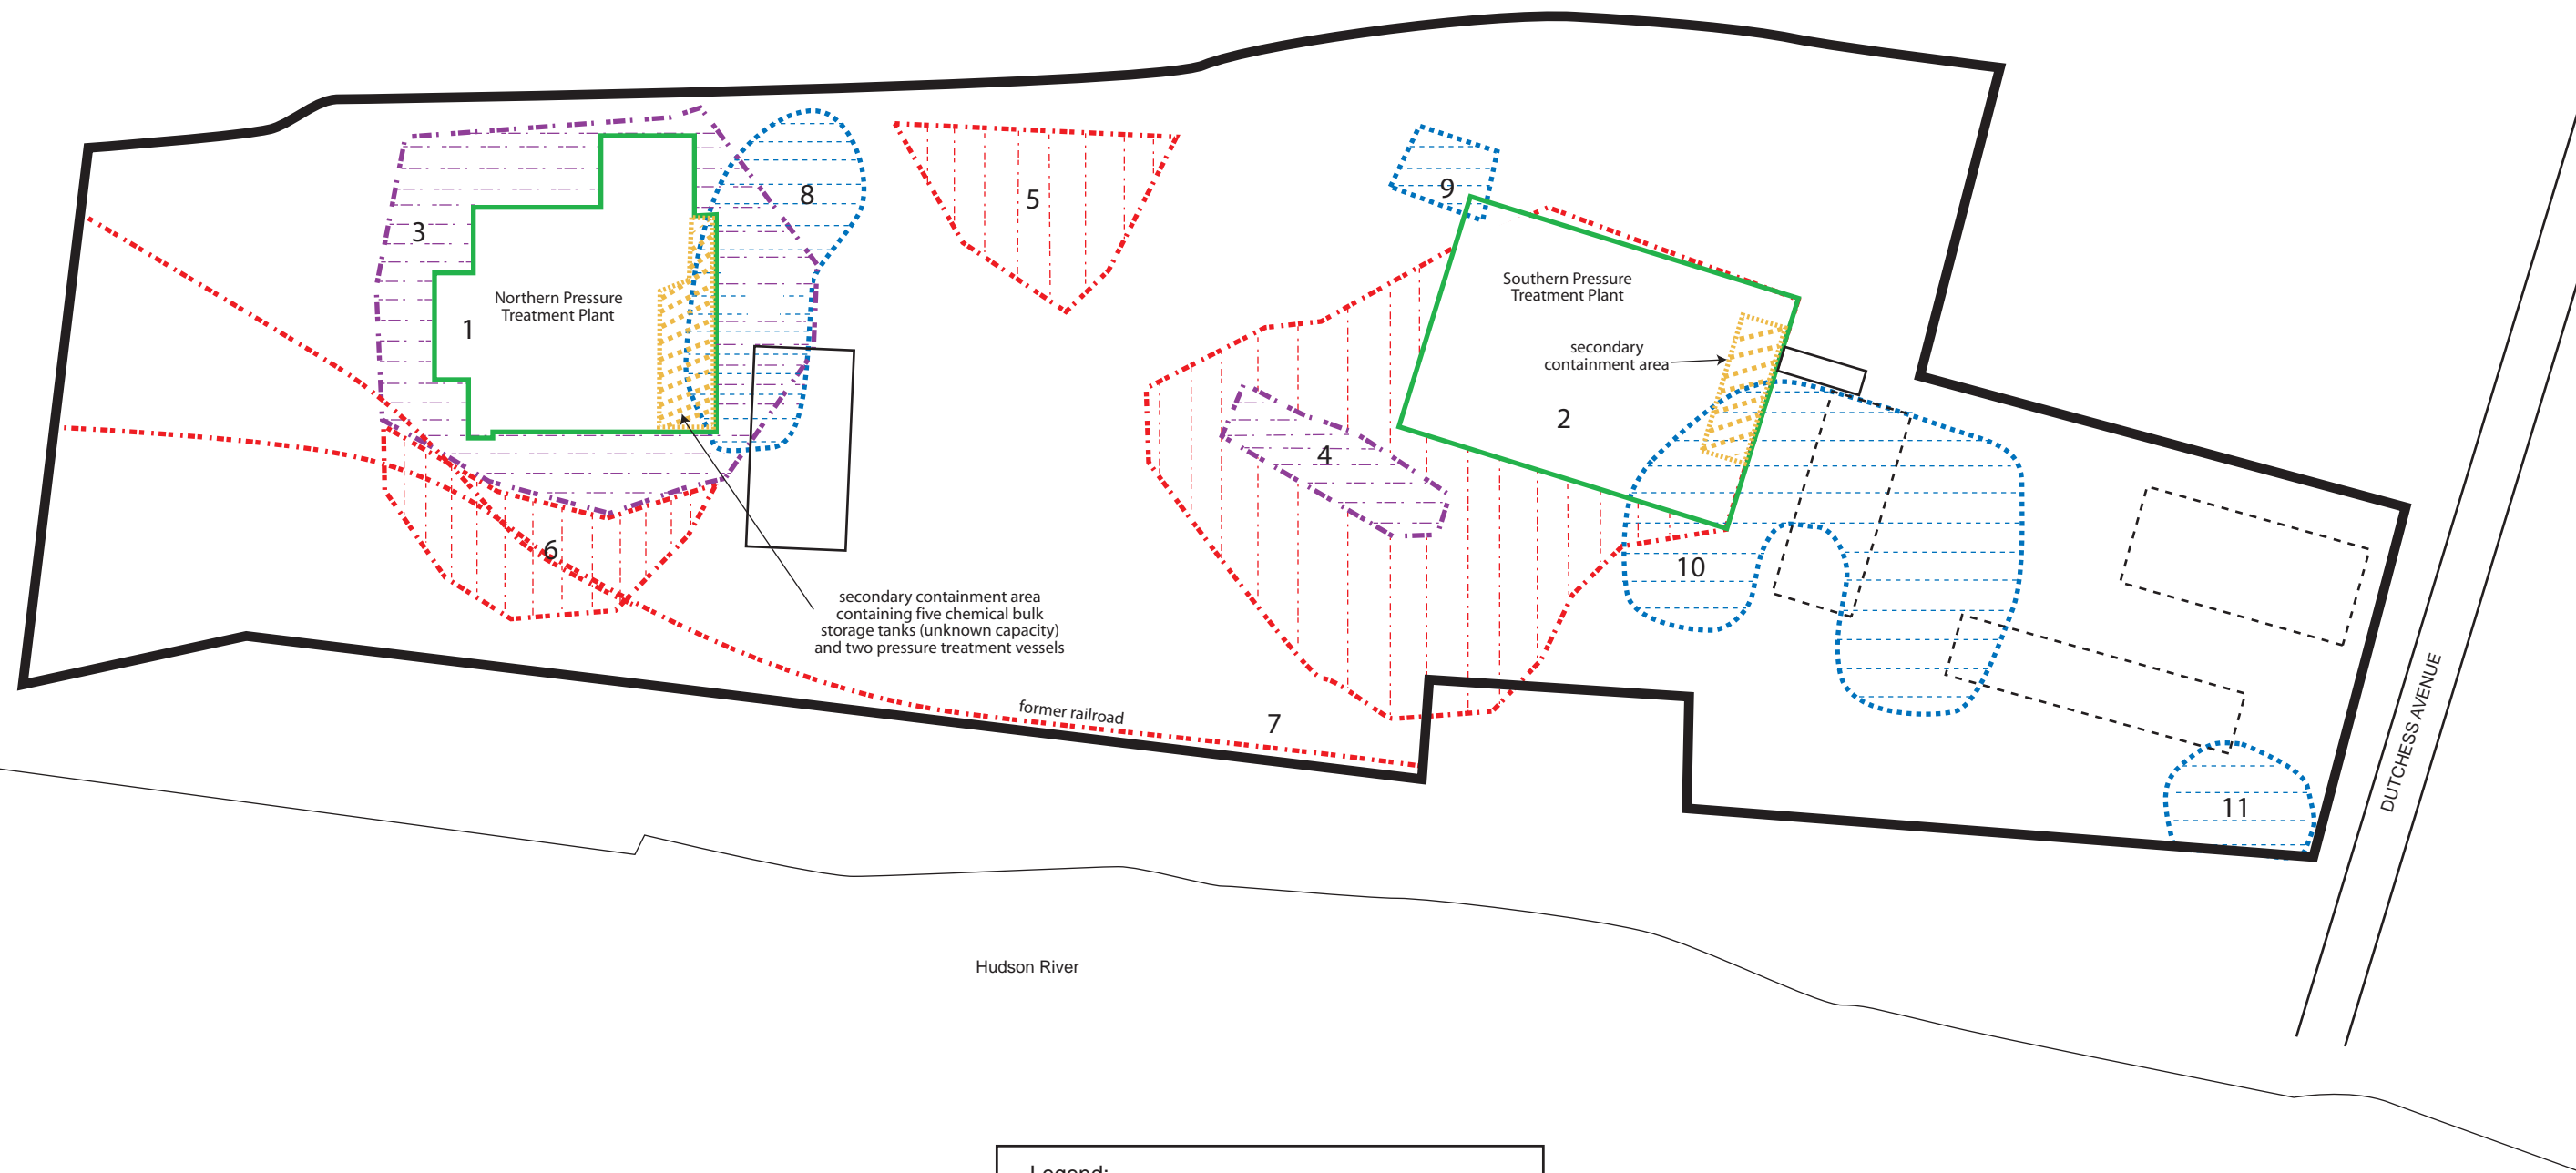 8
9
5
3
Southern Pressure
Treatment Plant
Northern Pressure
Treatment Plant
1
secondary
containment area
2
4
6
10
secondary containment area
containing five chemical bulk
storage tanks (unknown capacity)
and two pressure treatment vessels
former railroad
7
DUTCHESS AVENUE
11
Hudson River
Legend: